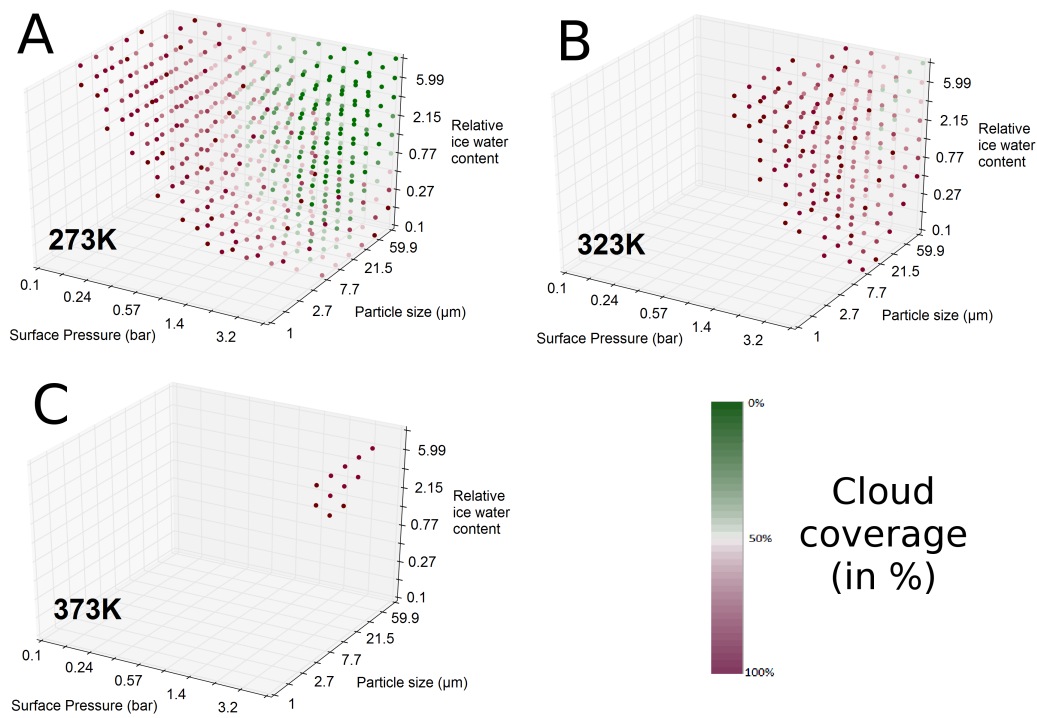 A
5.99
2.15
0.77
0.27
0.1
Relative
ice water
content
273K
59.9
21.5
7.7
2.7
1
Particle size (µm)
0.1
0.24
0.57
1.4
3.2
Surface Pressure (bar)
B
5.99
2.15
0.77
0.27
0.1
Relative
ice water
content
323K
59.9
21.5
7.7
2.7
1
Particle size (µm)
0.1
0.24
0.57
1.4
3.2
Surface Pressure (bar)
C
5.99
2.15
0.77
0.27
0.1
Relative
ice water
content
373K
59.9
21.5
7.7
2.7
1
Particle size (µm)
0.1
0.24
0.57
1.4
3.2
Surface Pressure (bar)
0%
50%
100%
Cloud
coverage
(in %)